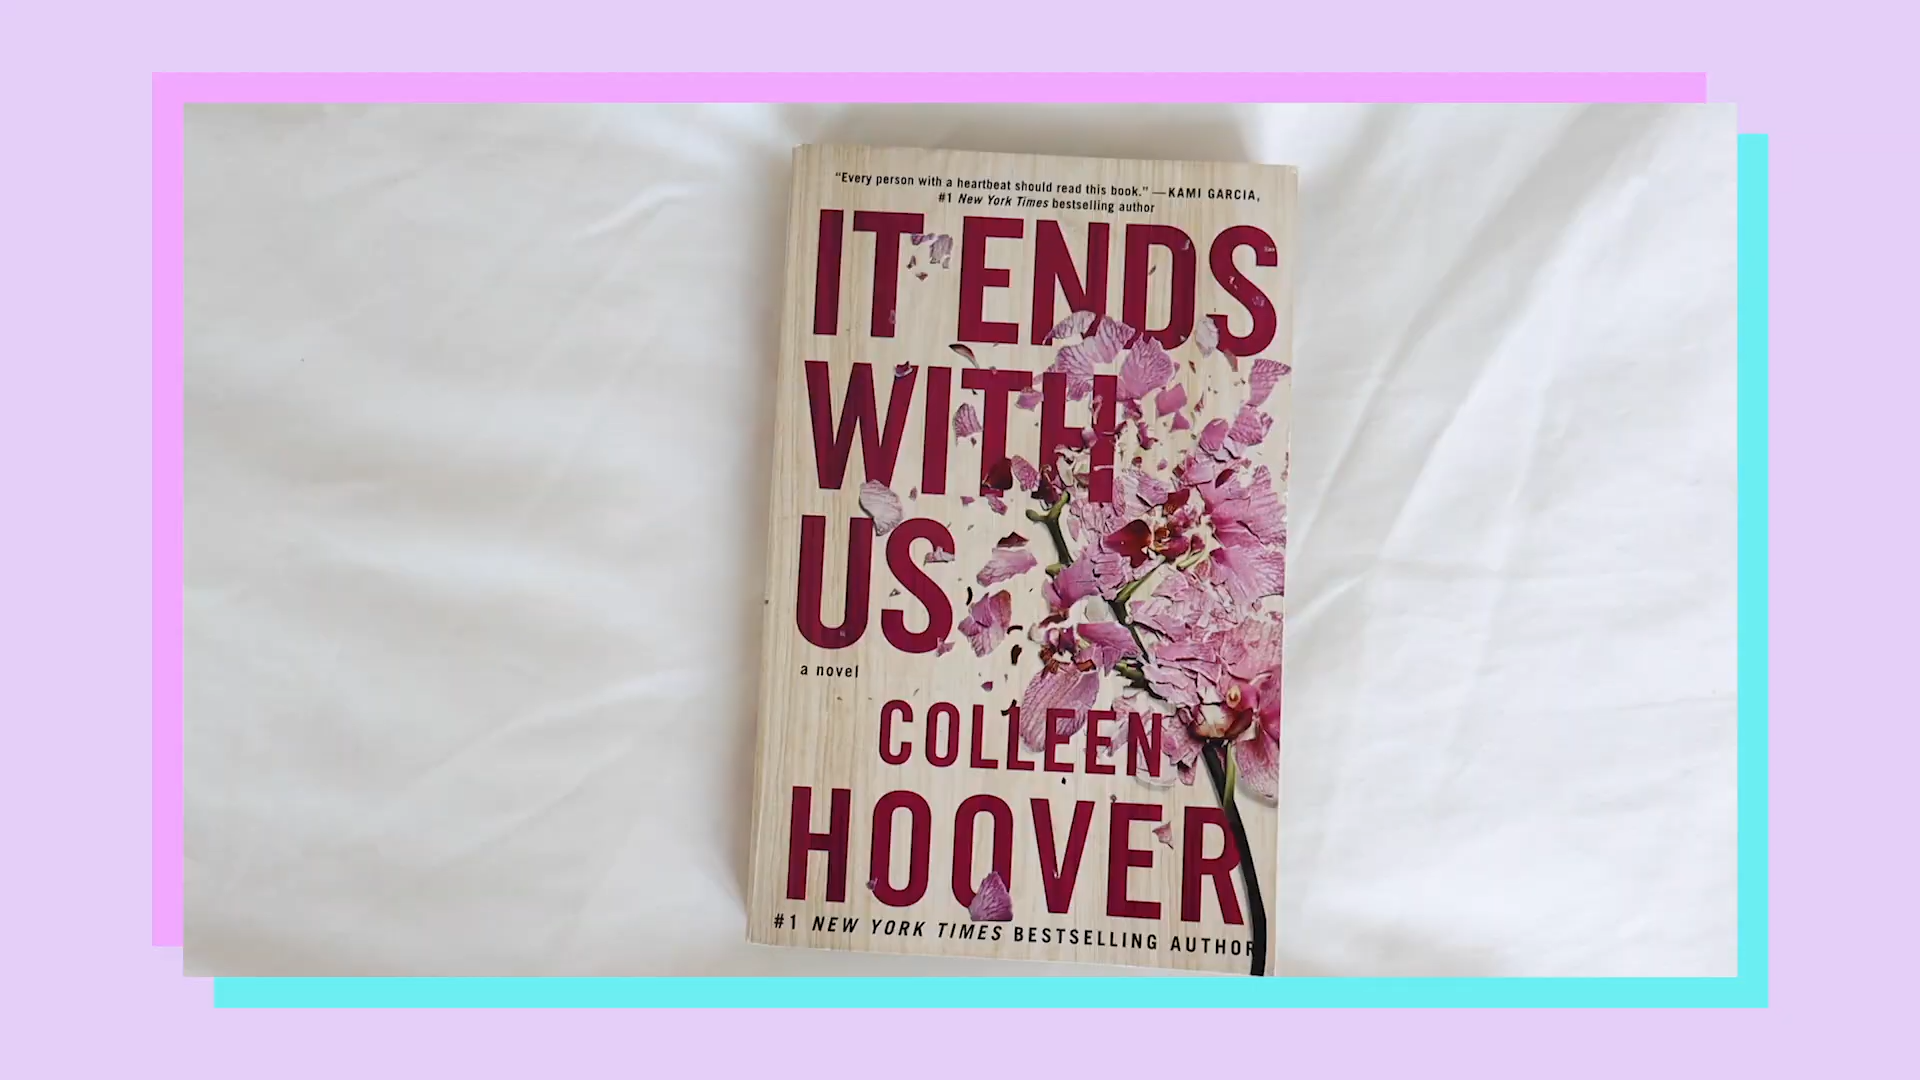 “Every person with a heartbeat should read this book.” —KAMI GARCIA,
#1 New York Times bestselling author
IT ENDS
WITH
US
a novel
COLLEEN
HOOVER
#1 NEW YORK TIMES BESTSELLING AUTHOR